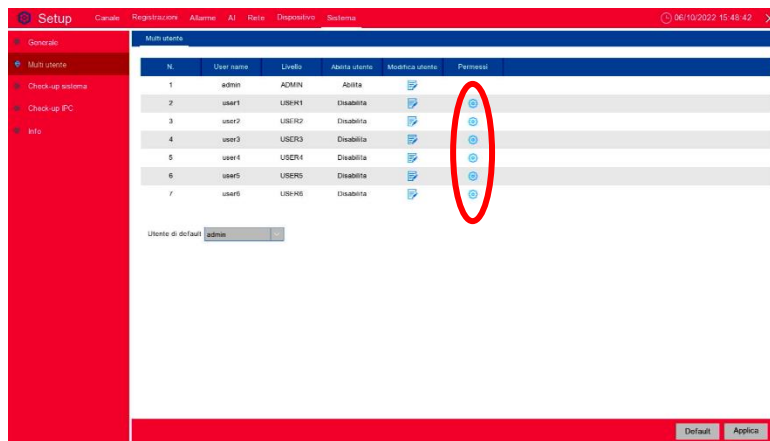 Setup Canale Registrazioni Allarme AI Rete Dispositivo Sistema 06/10/2022 15:48:42
Generale
Multi utente
Check-up sistema
Check-up IPC
Info
Multi utente
N. User name Livello Abilita utente Modifica utente Permessi
1 admin ADMIN Abilita
2 user1 USER1 Disabilita
3 user2 USER2 Disabilita
4 user3 USER3 Disabilita
5 user4 USER4 Disabilita
6 user5 USER5 Disabilita
7 user6 USER6 Disabilita
Utente di default admin
Default Applica